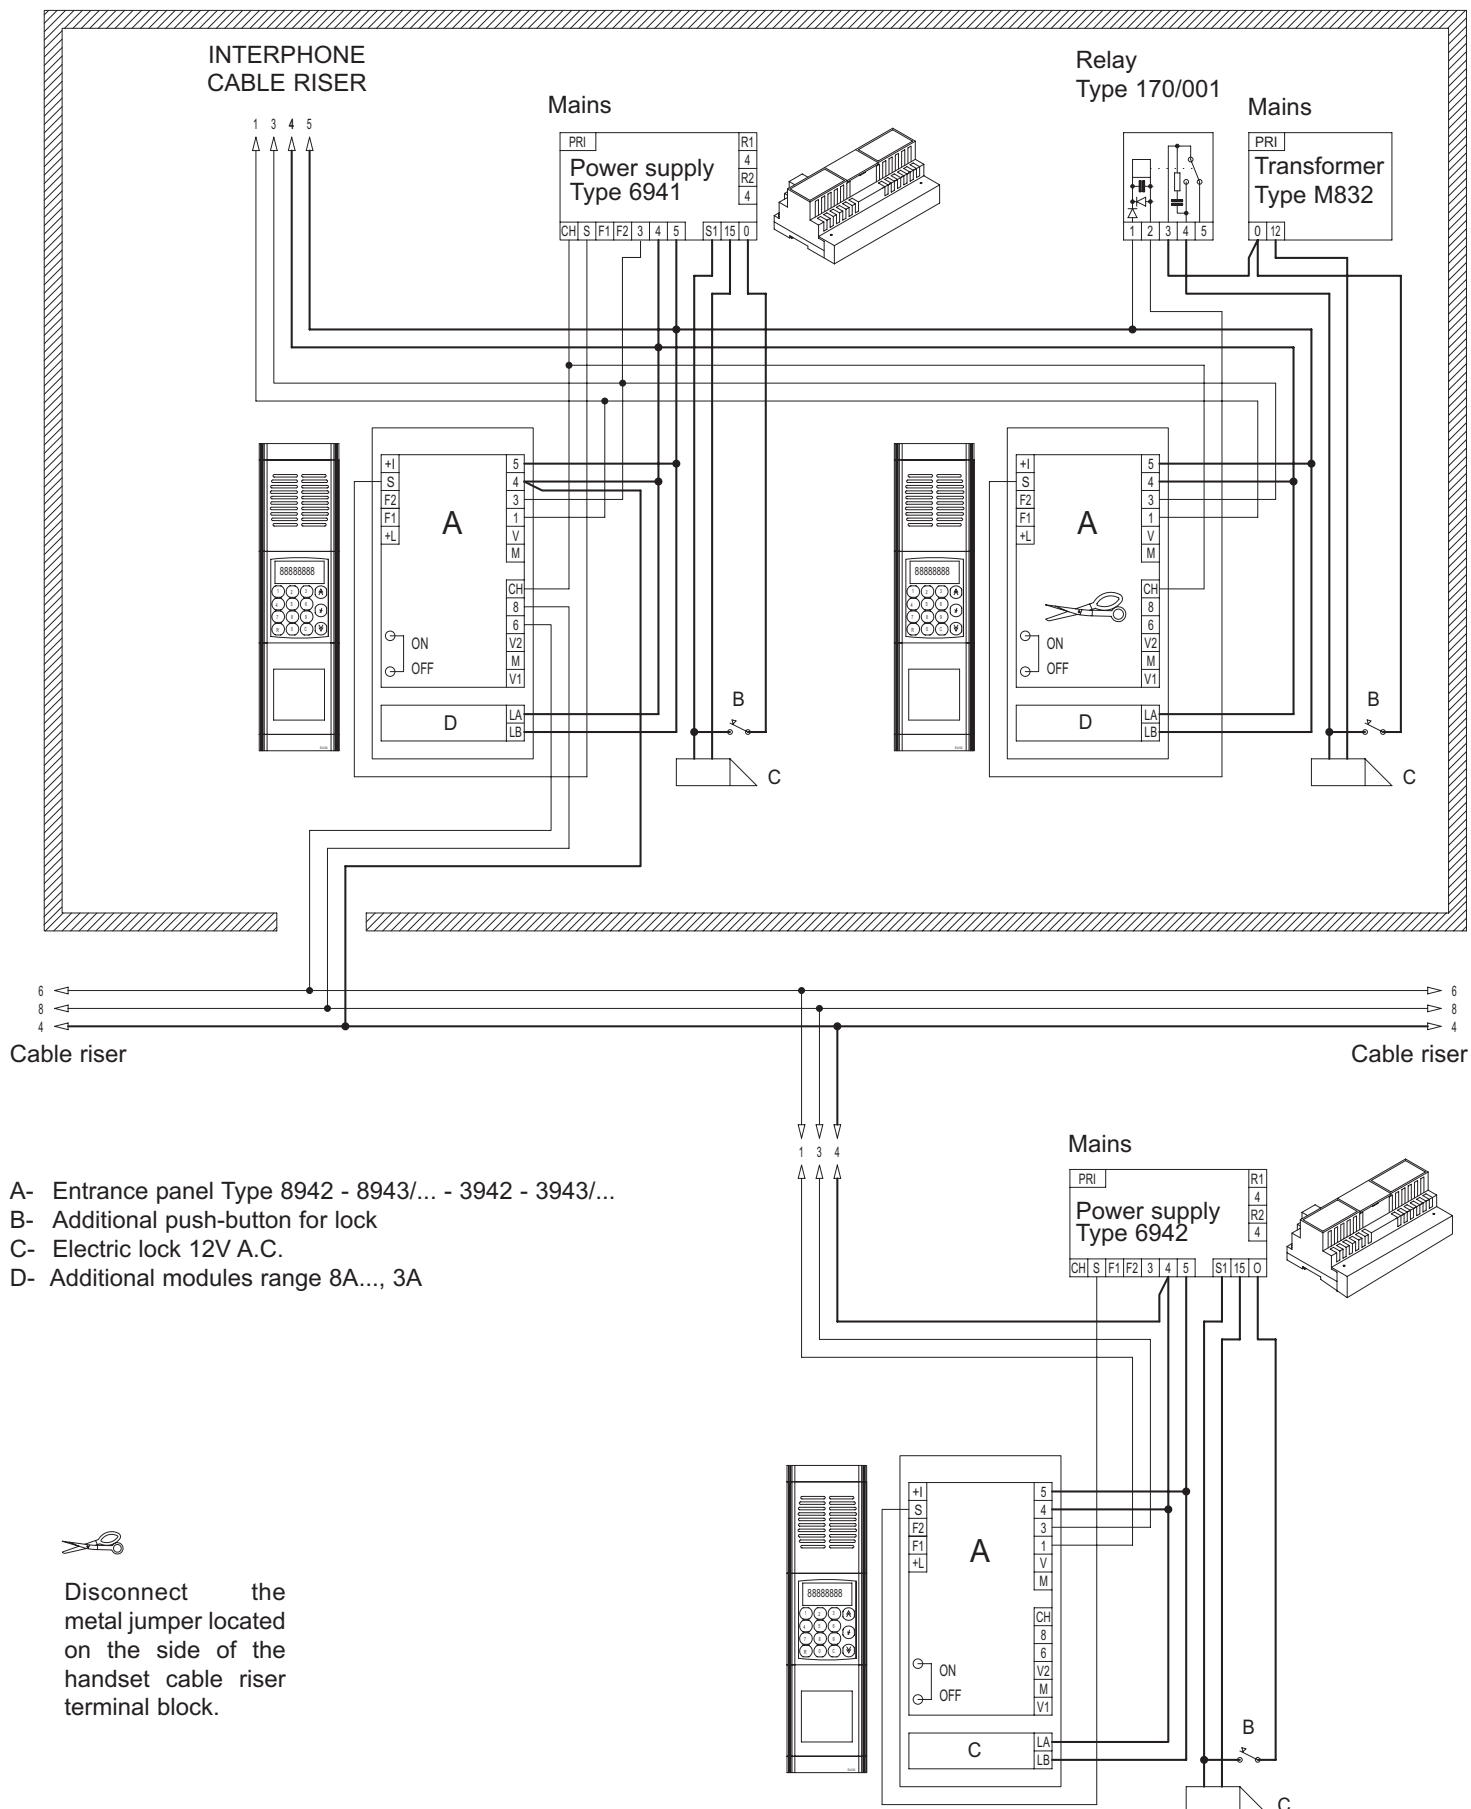 INTERPHONE
CABLE RISER
1 3 4 5
Mains
PRI
Power supply
Type 6941
R1
4
R2
4
CH S F1 F2 3 4 5 S1 15 0
Relay
Type 170/001
1 2 3 4 5
Mains
PRI
Transformer
Type M832
0 12
88888888
+I
S
F2
F1
+L
A
5
4
3
1
V
M
CH
8
6
V2
M
V1
ON
OFF
D
LA
LB
B
C
88888888
+I
S
F2
F1
+L
A
5
4
3
1
V
M
CH
8
6
V2
M
V1
ON
OFF
D
LA
LB
B
C
6
8
4
Cable riser
6
8
4
Cable riser
1 3 4
Mains
PRI
Power supply
Type 6942
R1
4
R2
4
CH S F1 F2 3 4 5 S1 15 O
A- Entrance panel Type 8942 - 8943/... - 3942 - 3943/...
B- Additional push-button for lock
C- Electric lock 12V A.C.
D- Additional modules range 8A..., 3A
88888888
+I
S
F2
F1
+L
A
5
4
3
1
V
M
CH
8
6
V2
M
V1
ON
OFF
C
LA
LB
B
C
Disconnect the
metal jumper located
on the side of the
handset cable riser
terminal block.